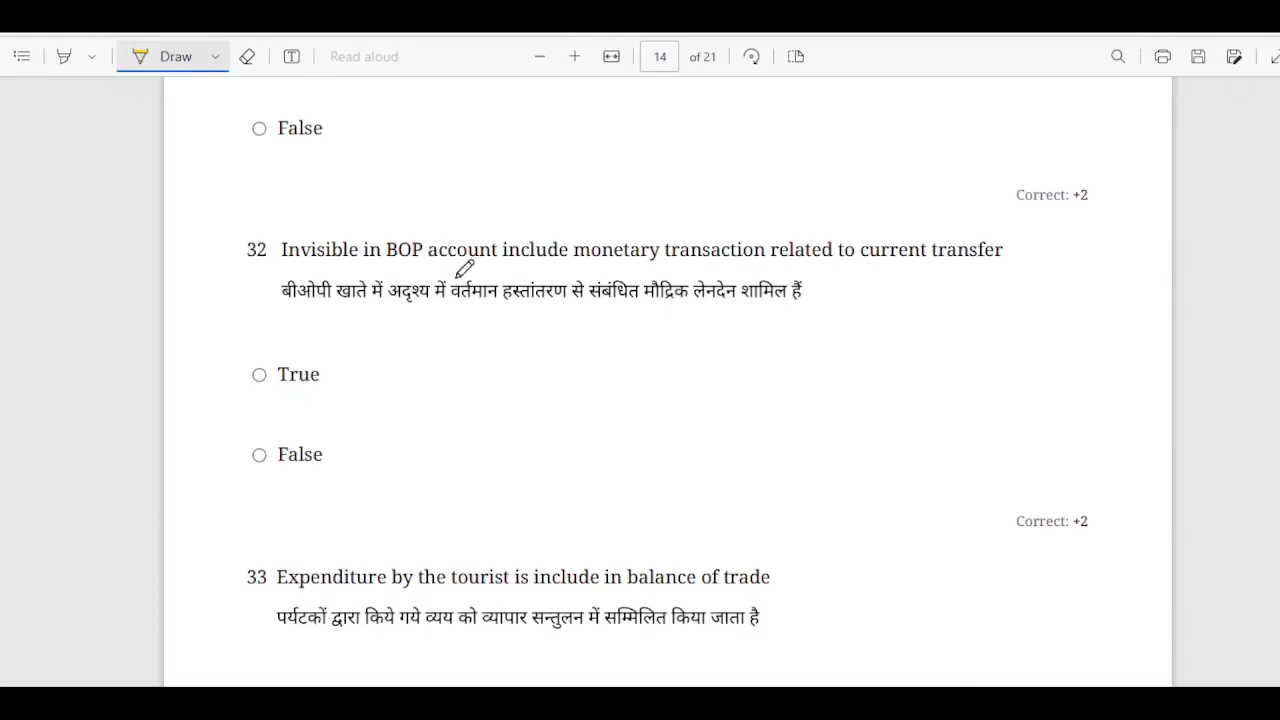 Draw
Read aloud
14
of 21
False
Correct: +2
32 Invisible in BOP account include monetary transaction related to current transfer
बीओपी खाते में अदृश्य में वर्तमान हस्तांतरण से संबंधित मौद्रिक लेनदेन शामिल हैं
True
False
Correct: +2
33 Expenditure by the tourist is include in balance of trade
पर्यटकों द्वारा किये गये व्यय को व्यापार सन्तुलन में सम्मिलित किया जाता है